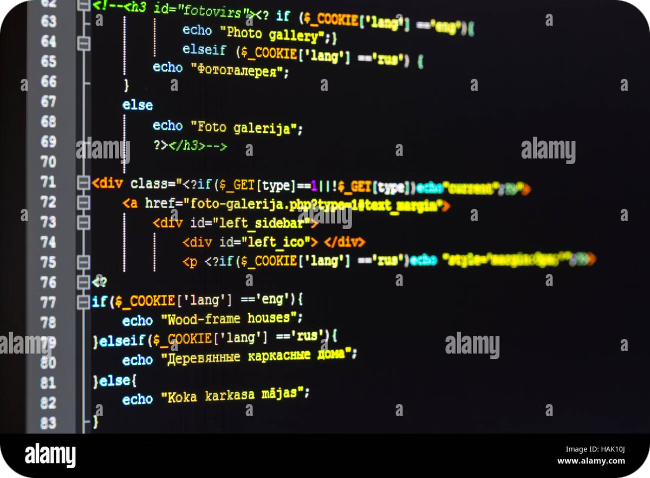 62 <!--<h3 id="fotovirs"><? if ($_COOKIE['lang'] =='eng'){
63 echo "Photo gallery";}
64 elseif ($_COOKIE['lang'] =='rus') {
65 echo "Фотогалерея";
66 }
67 else
68 echo "Foto galerija";
69 ?></h3>-->
70
71 <div class="<?if($_GET[type]==1||!$_GET[type])echo"current";?>">
72 <a href="foto-galerija.php?type=1#text_margin">
73 <div id="left_sidebar">
74 <div id="left_ico"> </div>
75 <p <?if($_COOKIE['lang'] =='rus')echo
76 <?
77 if($_COOKIE['lang'] =='eng'){
78 echo "Wood-frame houses";
79 }elseif($_COOKIE['lang'] =='rus'){
80 echo "Деревянные каркасные дома";
81 }else{
82 echo "Koka karkasa mājas";
83 }
alamy
alamy
alamy
alamy
alamy
alamy
Image ID: HAK10J
www.alamy.com